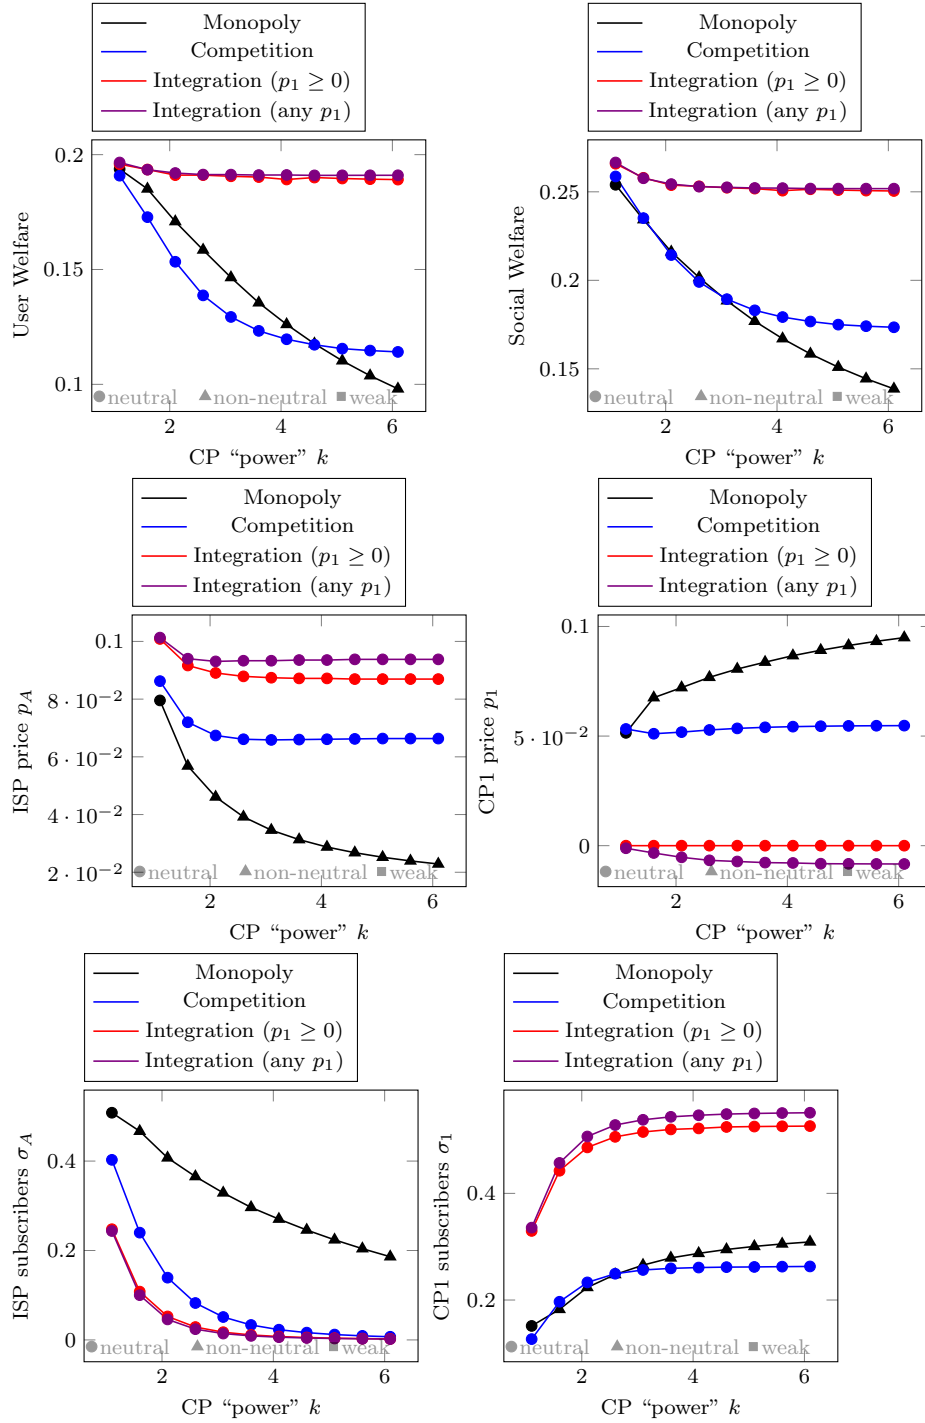 Monopoly
Competition
Integration (p₁ ≥ 0)
Integration (any p₁)
Monopoly
Competition
Integration (p₁ ≥ 0)
Integration (any p₁)
0.2
0.15
0.1
User Welfare
neutral non-neutral weak
2 4 6
CP “power” k
0.25
0.2
0.15
Social Welfare
neutral non-neutral weak
2 4 6
CP “power” k
Monopoly
Competition
Integration (p₁ ≥ 0)
Integration (any p₁)
Monopoly
Competition
Integration (p₁ ≥ 0)
Integration (any p₁)
0.1
8 · 10⁻²
6 · 10⁻²
4 · 10⁻²
2 · 10⁻²
ISP price p_A
neutral non-neutral weak
2 4 6
CP “power” k
0.1
5 · 10⁻²
0
CP1 price p₁
neutral non-neutral weak
2 4 6
CP “power” k
Monopoly
Competition
Integration (p₁ ≥ 0)
Integration (any p₁)
Monopoly
Competition
Integration (p₁ ≥ 0)
Integration (any p₁)
0.4
0.2
0
ISP subscribers σ_A
neutral non-neutral weak
2 4 6
CP “power” k
0.4
0.2
CP1 subscribers σ₁
neutral non-neutral weak
2 4 6
CP “power” k